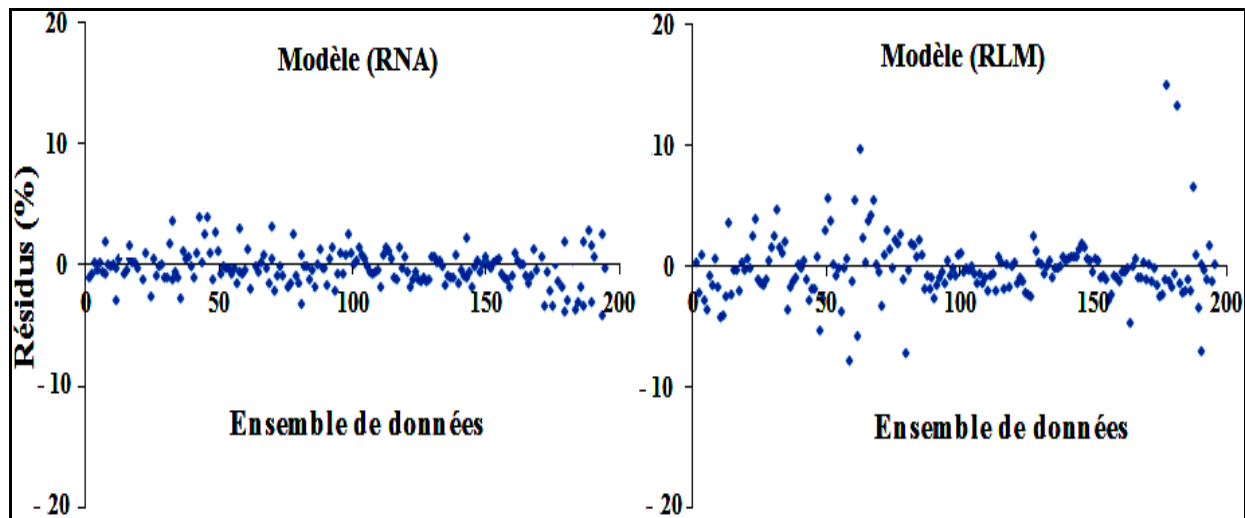 Modèle (RNA)
Résidus (%)
20
10
0
- 10
- 20
0 50 100 150 200
Ensemble de données
Modèle (RLM)
20
10
0
- 10
- 20
0 50 100 150 200
Ensemble de données